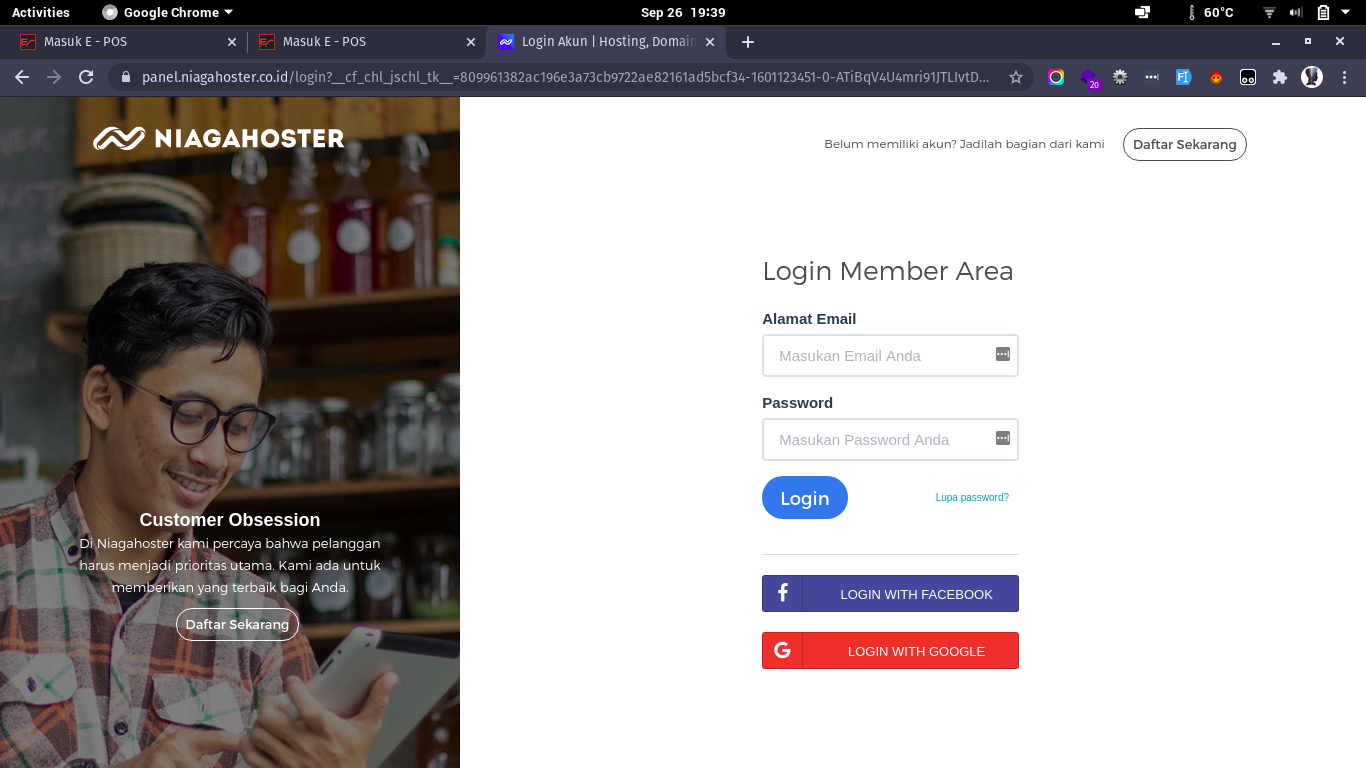 Activities
Google Chrome
Sep 26 19:39
60°C
Masuk E - POS
Masuk E - POS
Login Akun | Hosting, Domain
panel.niagahoster.co.id/login?__cf_chl_jschl_tk__=809961382ac196e3a73cb9722ae82161ad5bcf34-1601123451-0-ATiBqV4U4mri91JTLIvtD...
20
NIAGAHOSTER
Belum memiliki akun? Jadilah bagian dari kami
Daftar Sekarang
Login Member Area
Alamat Email
Masukan Email Anda
Password
Masukan Password Anda
Login
Lupa password?
LOGIN WITH FACEBOOK
LOGIN WITH GOOGLE
Customer Obsession
Di Niagahoster kami percaya bahwa pelanggan
harus menjadi prioritas utama. Kami ada untuk
memberikan yang terbaik bagi Anda.
Daftar Sekarang